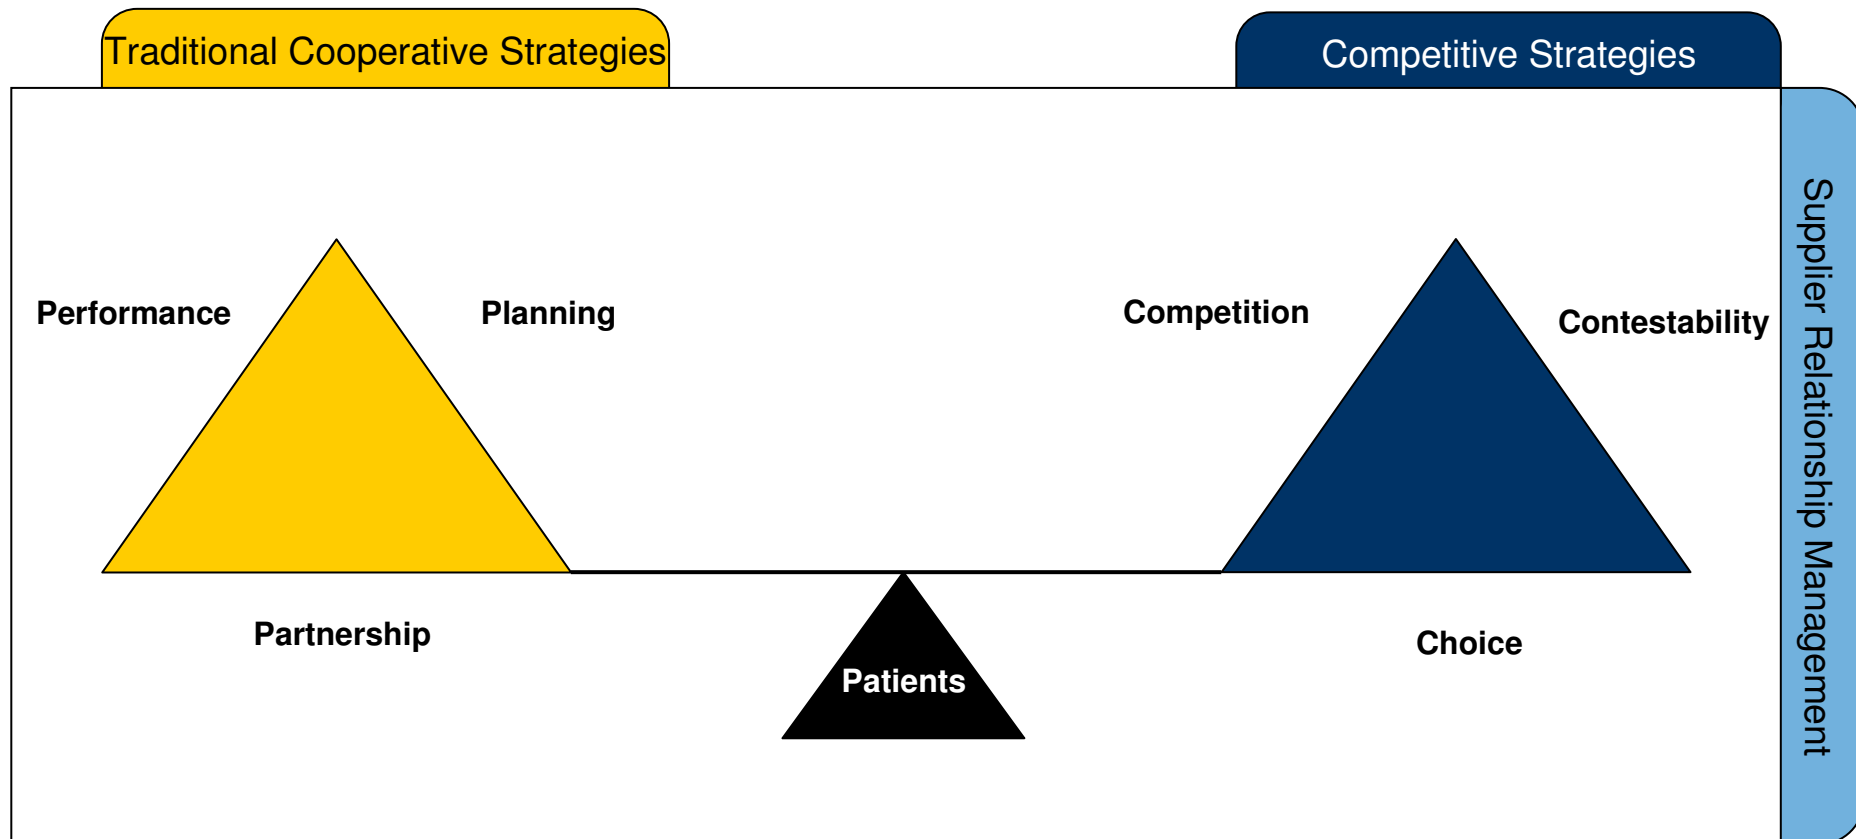 Traditional Cooperative Strategies
Competitive Strategies
Performance
Planning
Competition
Contestability
Partnership
Patients
Choice
Supplier Relationship Management